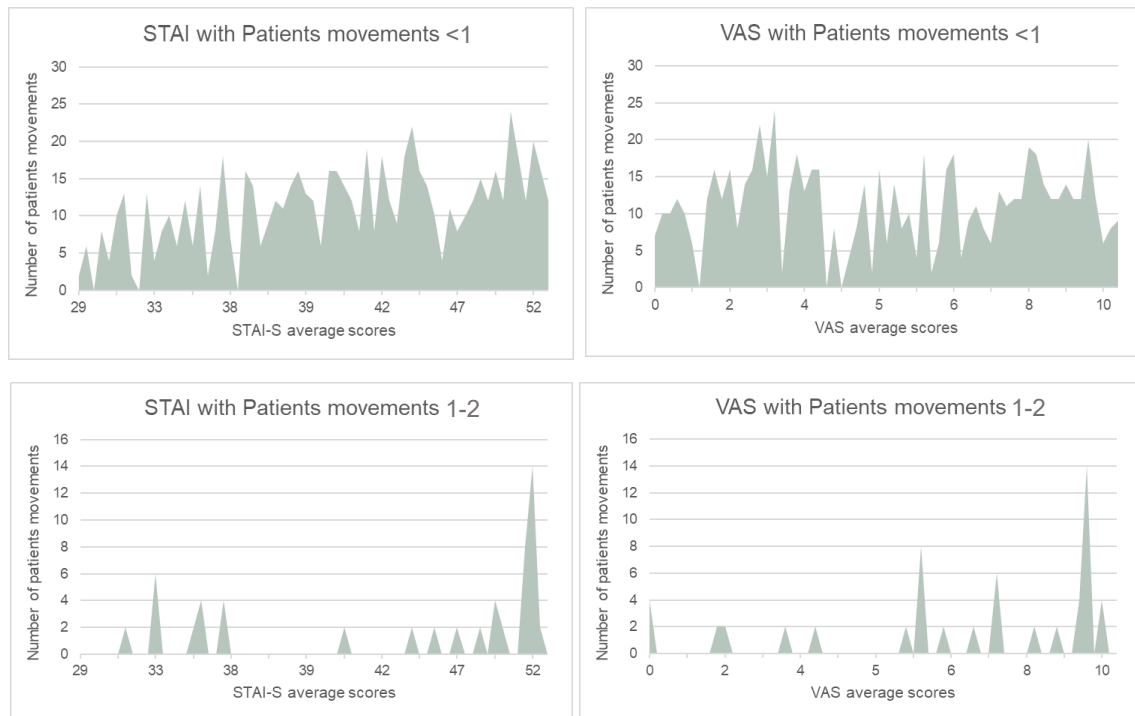 STAI with Patients movements <1
Number of patients movements
30
25
20
15
10
5
0
29 33 38 39 42 47 52
STAI-S average scores
VAS with Patients movements <1
Number of patients movements
30
25
20
15
10
5
0
0 2 4 5 6 8 10
VAS average scores
STAI with Patients movements 1-2
Number of patients movements
16
14
12
10
8
6
4
2
0
29 33 38 39 42 47 52
STAI-S average scores
VAS with Patients movements 1-2
Number of patients movements
16
14
12
10
8
6
4
2
0
0 2 4 5 6 8 10
VAS average scores